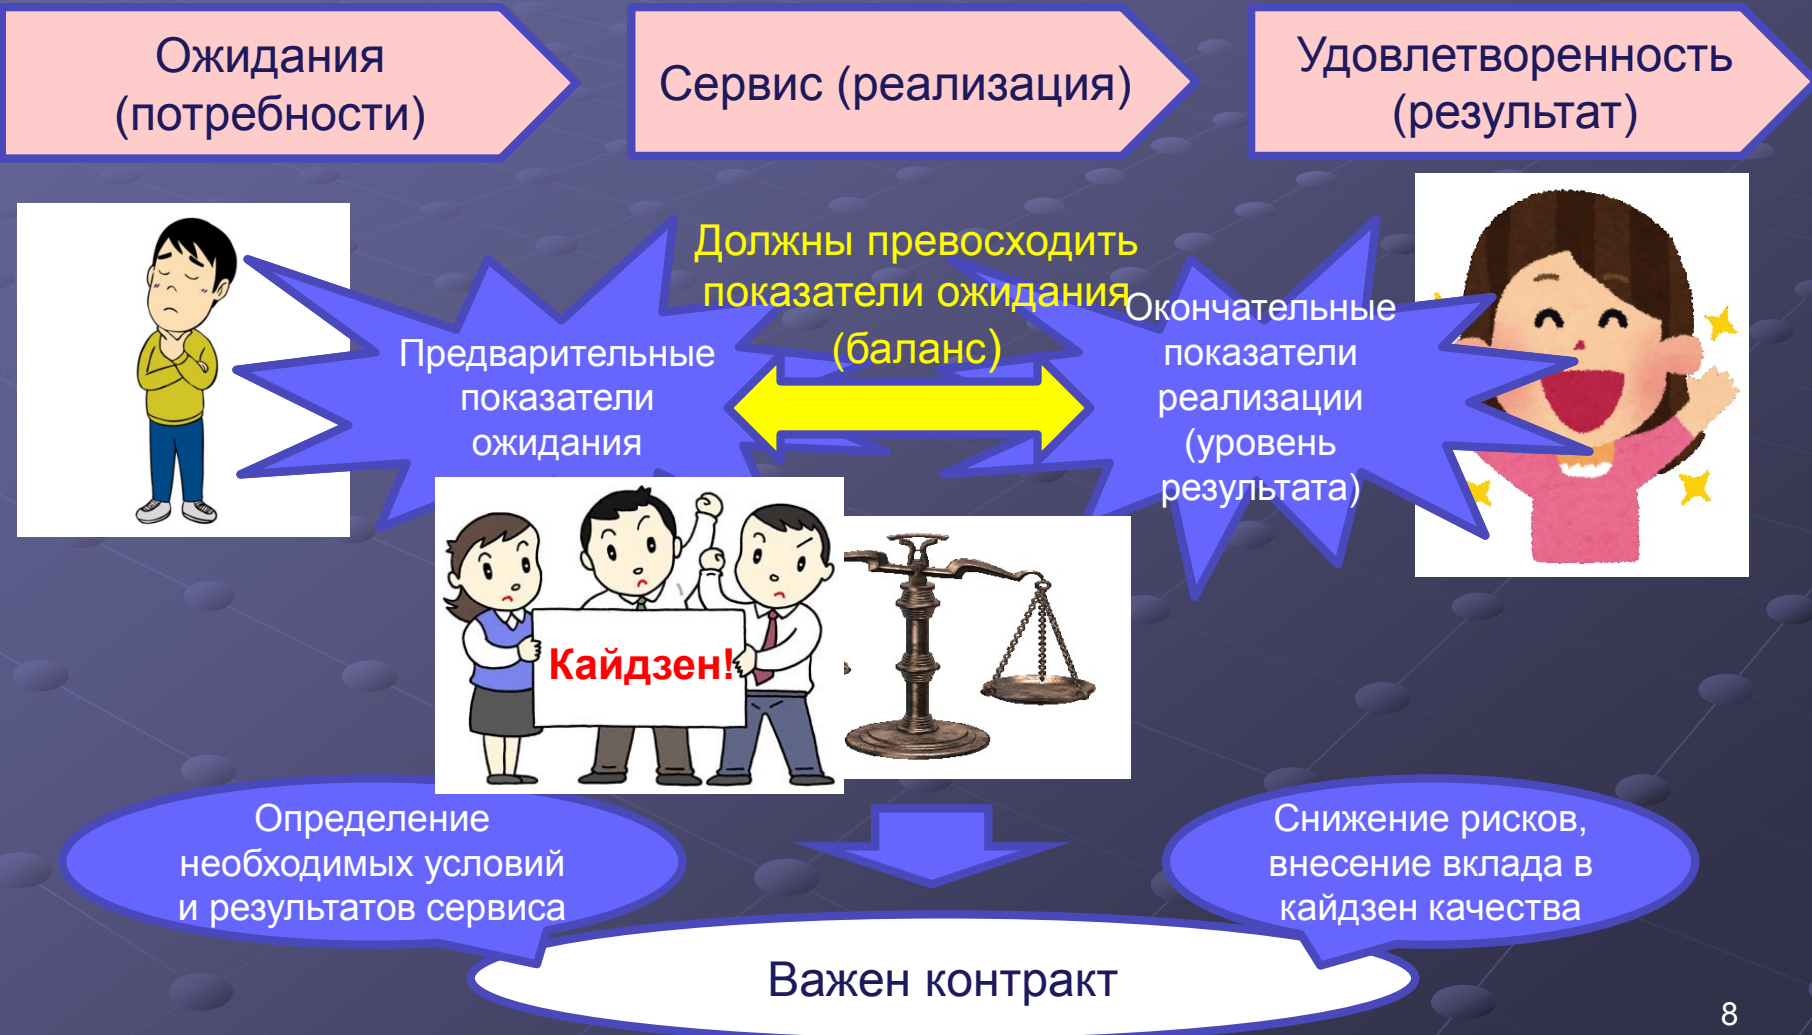 Ожидания
(потребности)
Сервис (реализация)
Удовлетворенность
(результат)
Должны превосходить
показатели ожидания
(баланс)
Предварительные
показатели
ожидания
Окончательные
показатели
реализации
(уровень
результата)
Кайдзен!
Определение
необходимых условий
и результатов сервиса
Снижение рисков,
внесение вклада в
кайдзен качества
Важен контракт
8